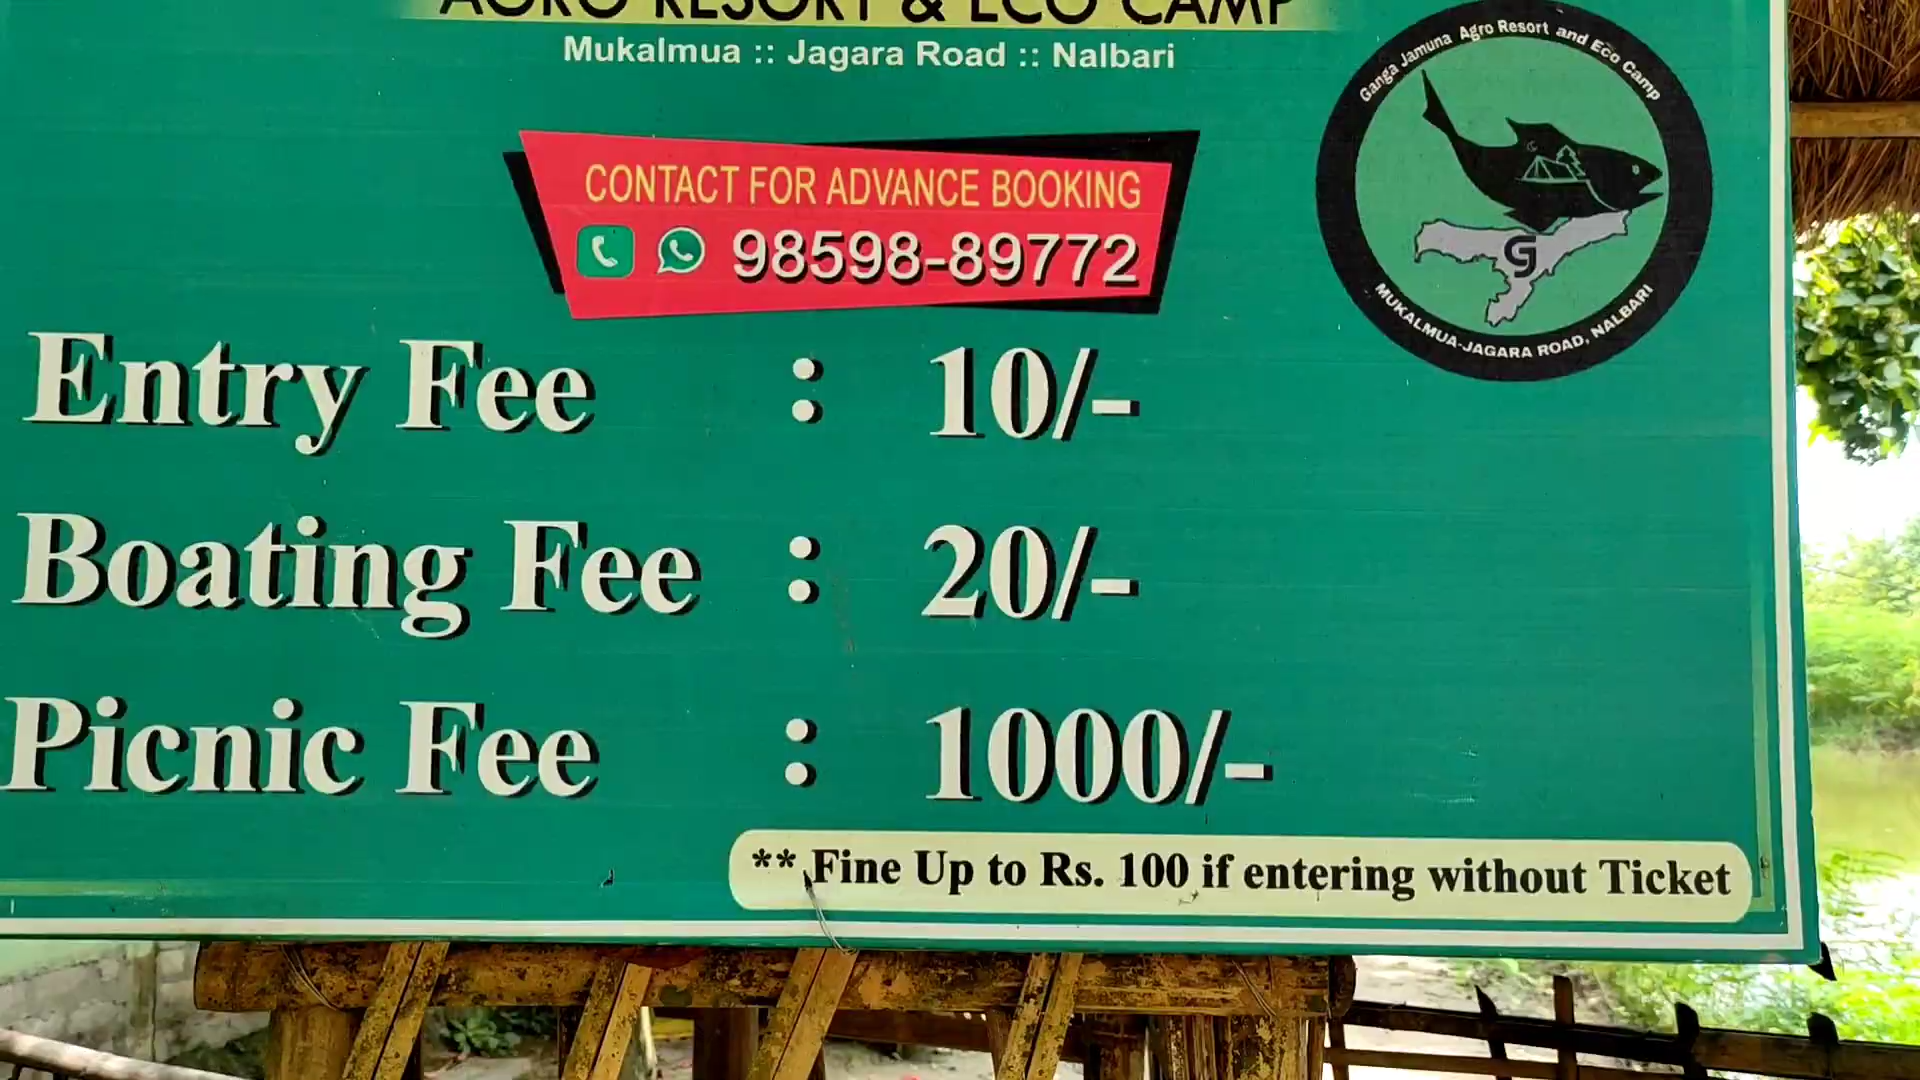 AGRO RESORT & ECO CAMP
Mukalmua :: Jagara Road :: Nalbari
Ganga Jamuna Agro Resort and Eco Camp
GJ
MUKALMUA-JAGARA ROAD, NALBARI
CONTACT FOR ADVANCE BOOKING
98598-89772
Entry Fee : 10/-
Boating Fee : 20/-
Picnic Fee : 1000/-
** Fine Up to Rs. 100 if entering without Ticket